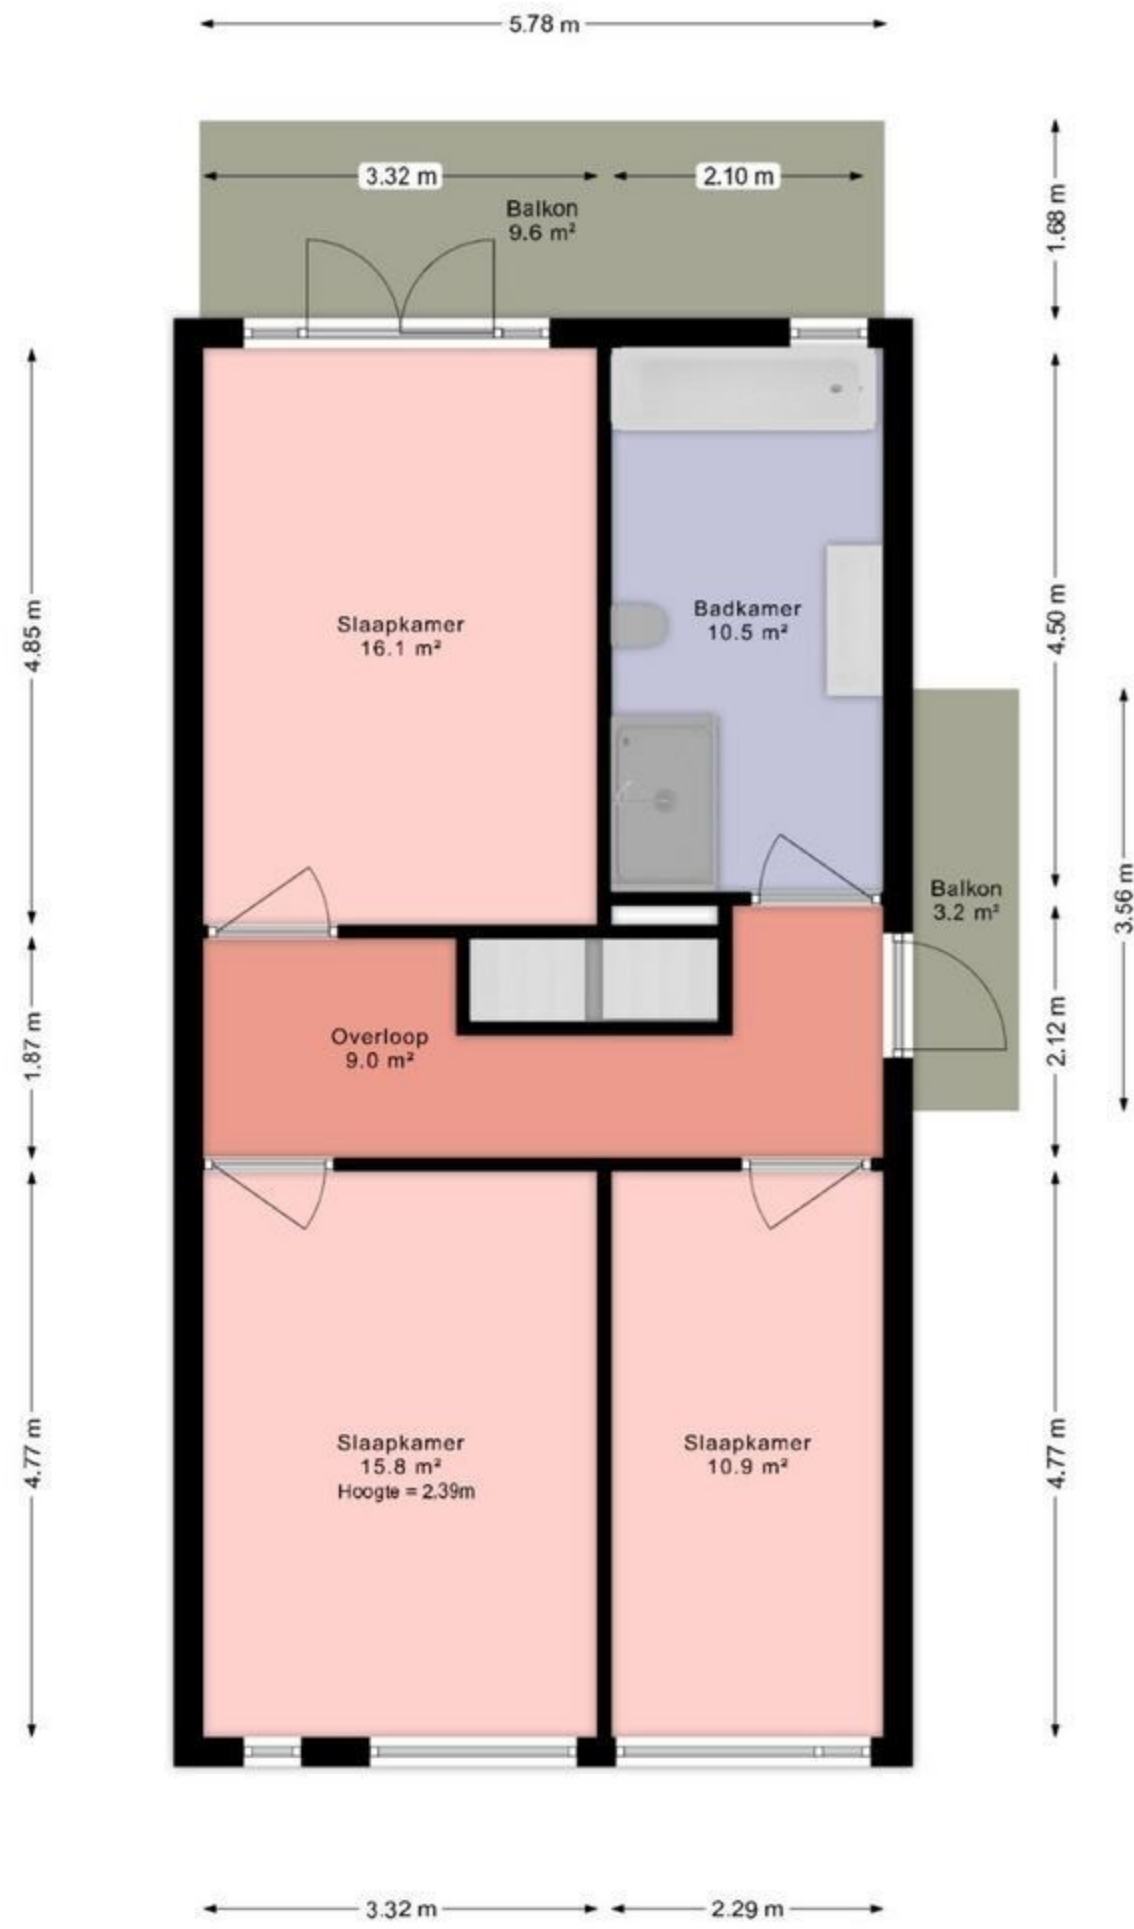 5.78 m
3.32 m
2.10 m
Balkon
9.6 m²
1.68 m
4.85 m
Slaapkamer
16.1 m²
Badkamer
10.5 m²
4.50 m
Balkon
3.2 m²
3.56 m
1.87 m
Overloop
9.0 m²
2.12 m
4.77 m
Slaapkamer
15.8 m²
Hoogte = 2.39m
Slaapkamer
10.9 m²
4.77 m
3.32 m
2.29 m